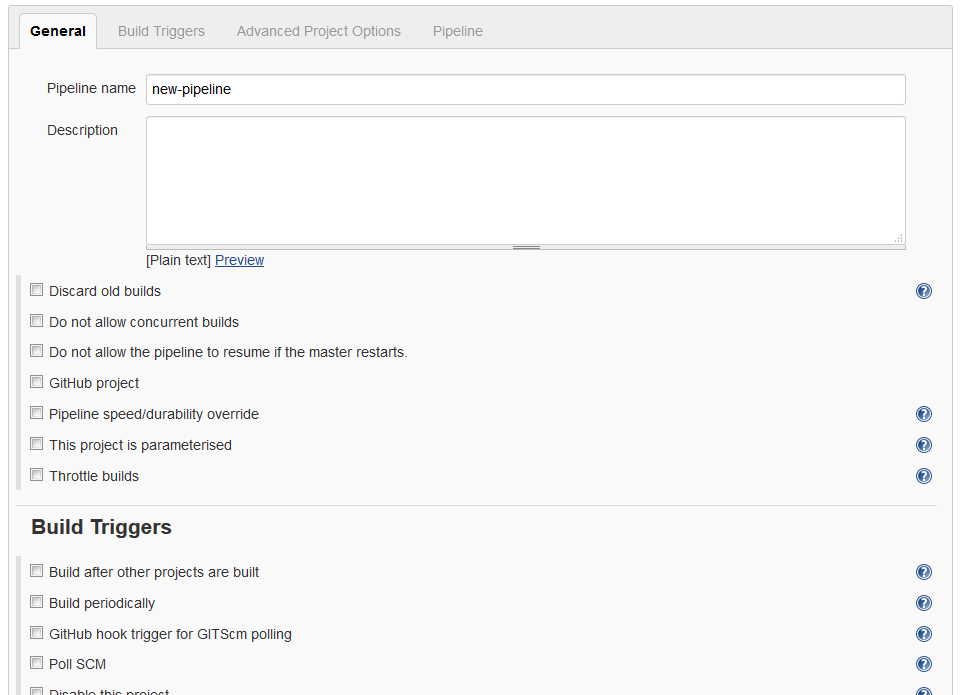 General Build Triggers Advanced Project Options Pipeline
Pipeline name new-pipeline
Description
[Plain text] Preview
Discard old builds
Do not allow concurrent builds
Do not allow the pipeline to resume if the master restarts.
GitHub project
Pipeline speed/durability override
This project is parameterised
Throttle builds
Build Triggers
Build after other projects are built
Build periodically
GitHub hook trigger for GITScm polling
Poll SCM
Disable this project